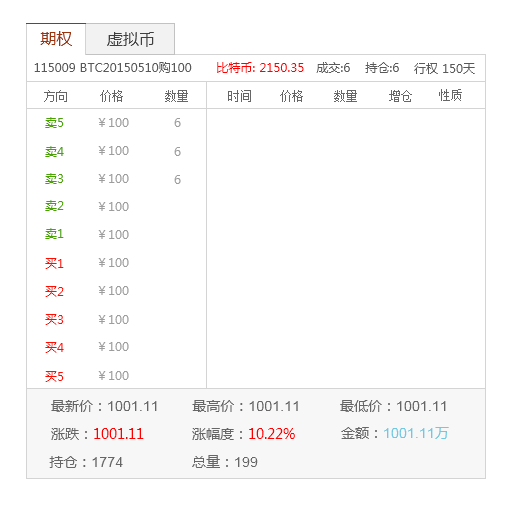 期权 虚拟币
115009 BTC20150510购100 比特币: 2150.35 成交:6 持仓:6 行权 150天
方向 价格 数量 时间 价格 数量 增仓 性质
卖5 ¥100 6
卖4 ¥100 6
卖3 ¥100 6
卖2 ¥100
卖1 ¥100
买1 ¥100
买2 ¥100
买3 ¥100
买4 ¥100
买5 ¥100
最新价：1001.11 最高价：1001.11 最低价：1001.11
涨跌：1001.11 涨幅度：10.22% 金额：1001.11万
持仓：1774 总量：199